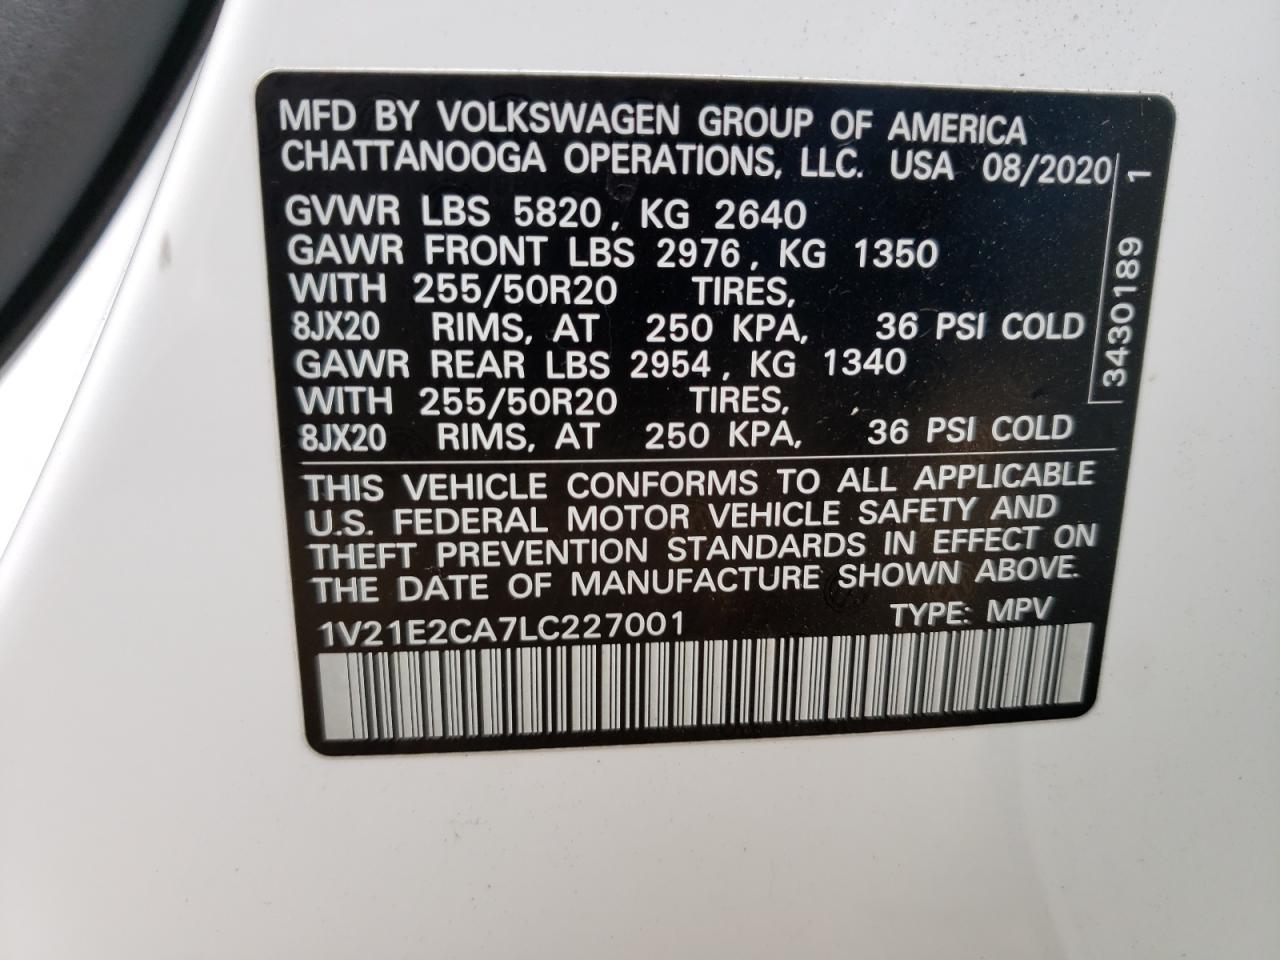 MFD BY VOLKSWAGEN GROUP OF AMERICA
CHATTANOOGA OPERATIONS, LLC. USA 08/2020
GVWR LBS 5820, KG 2640
GAWR FRONT LBS 2976, KG 1350
WITH 255/50R20 TIRES,
8JX20 RIMS, AT 250 KPA, 36 PSI COLD
GAWR REAR LBS 2954, KG 1340
WITH 255/50R20 TIRES,
8JX20 RIMS, AT 250 KPA, 36 PSI COLD
THIS VEHICLE CONFORMS TO ALL APPLICABLE
U.S. FEDERAL MOTOR VEHICLE SAFETY AND
THEFT PREVENTION STANDARDS IN EFFECT ON
THE DATE OF MANUFACTURE SHOWN ABOVE.
1V21E2CA7LC227001 TYPE: MPV
3430189 1